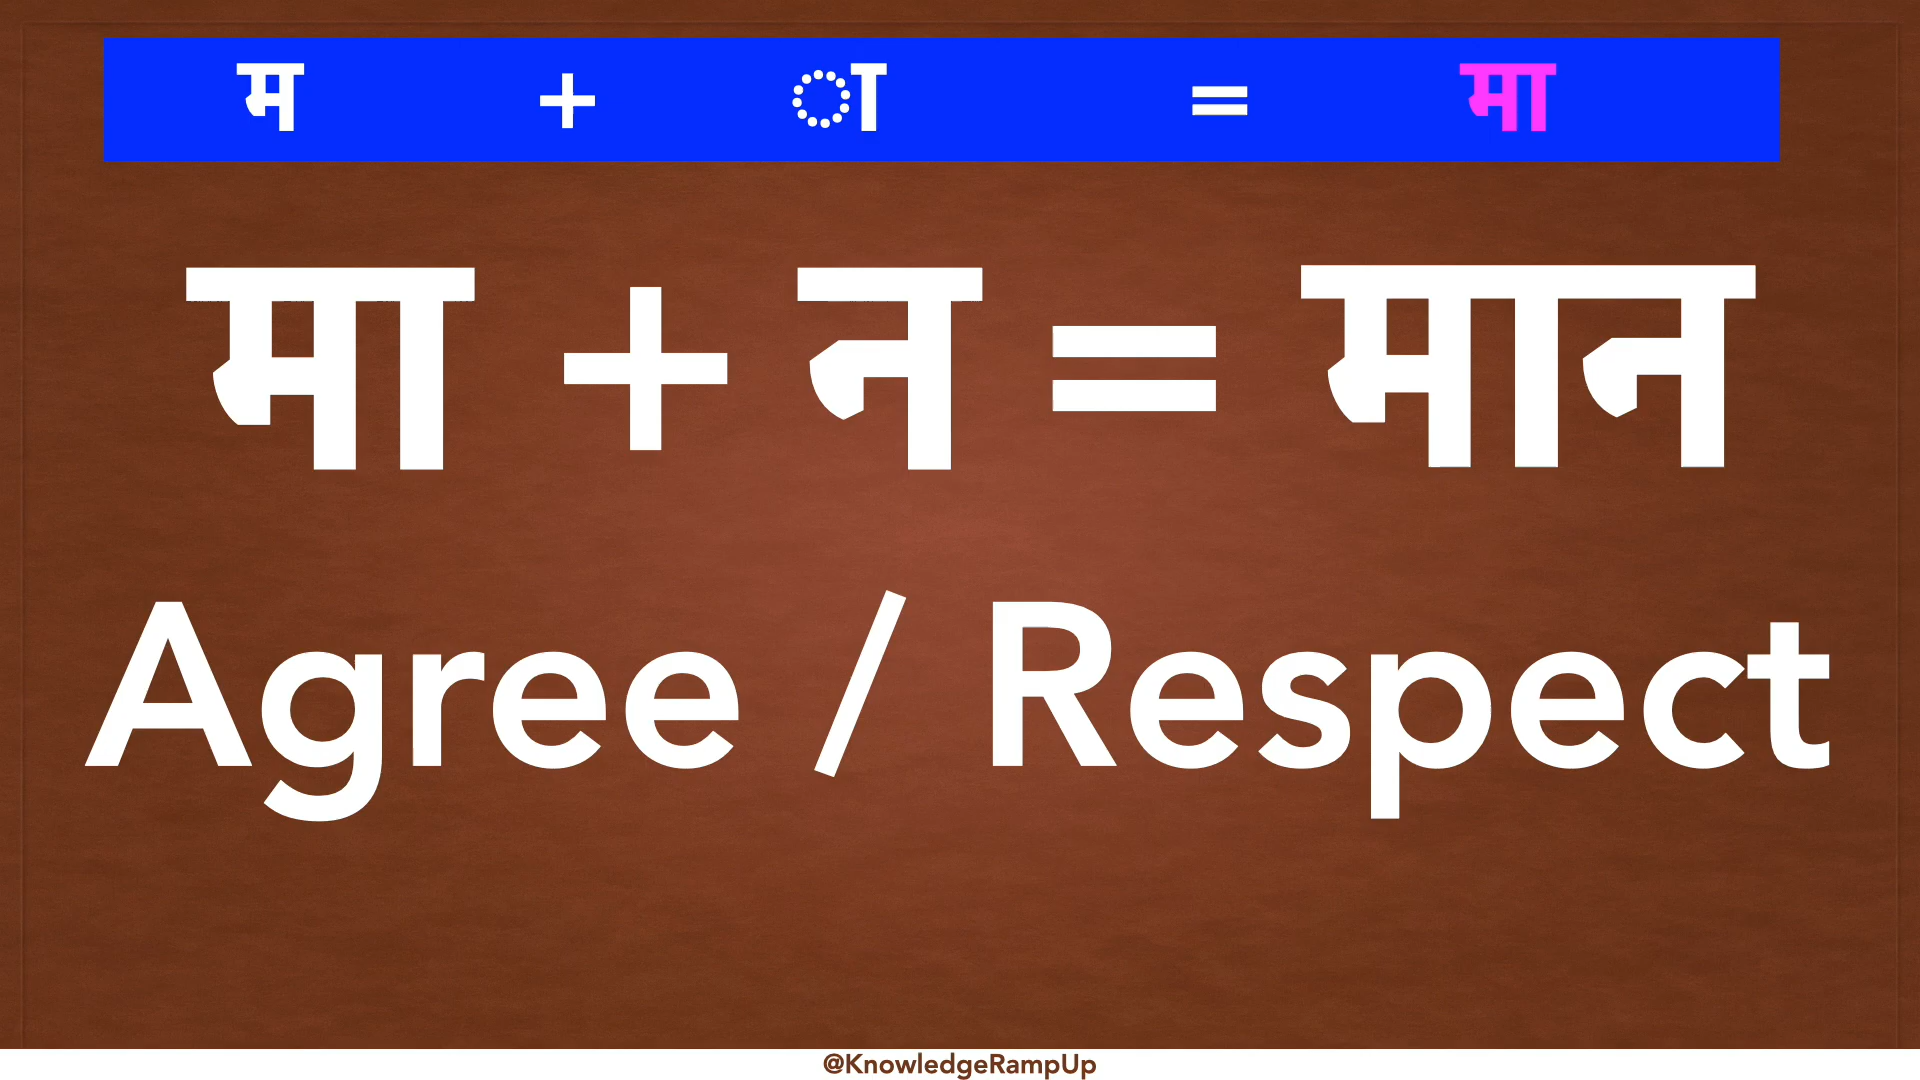 म + ा = मा
मा + न = मान
Agree / Respect
@KnowledgeRampUp